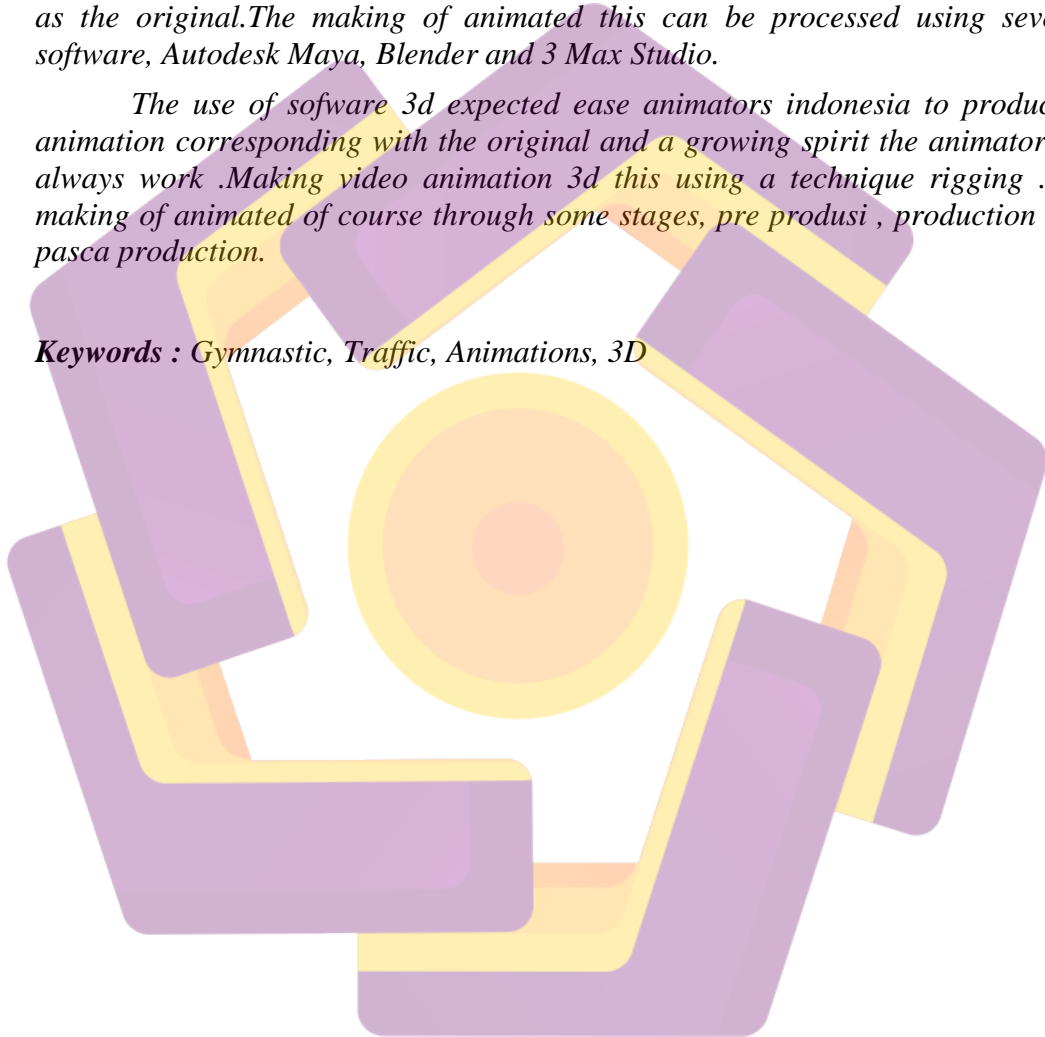 as the original.The making of animated this can be processed using seve
software, Autodesk Maya, Blender and 3 Max Studio.
The use of sofware 3d expected ease animators indonesia to produc
animation corresponding with the original and a growing spirit the animator
always work .Making video animation 3d this using a technique rigging .
making of animated of course through some stages, pre produsi , production
pasca production.
Keywords : Gymnastic, Traffic, Animations, 3D